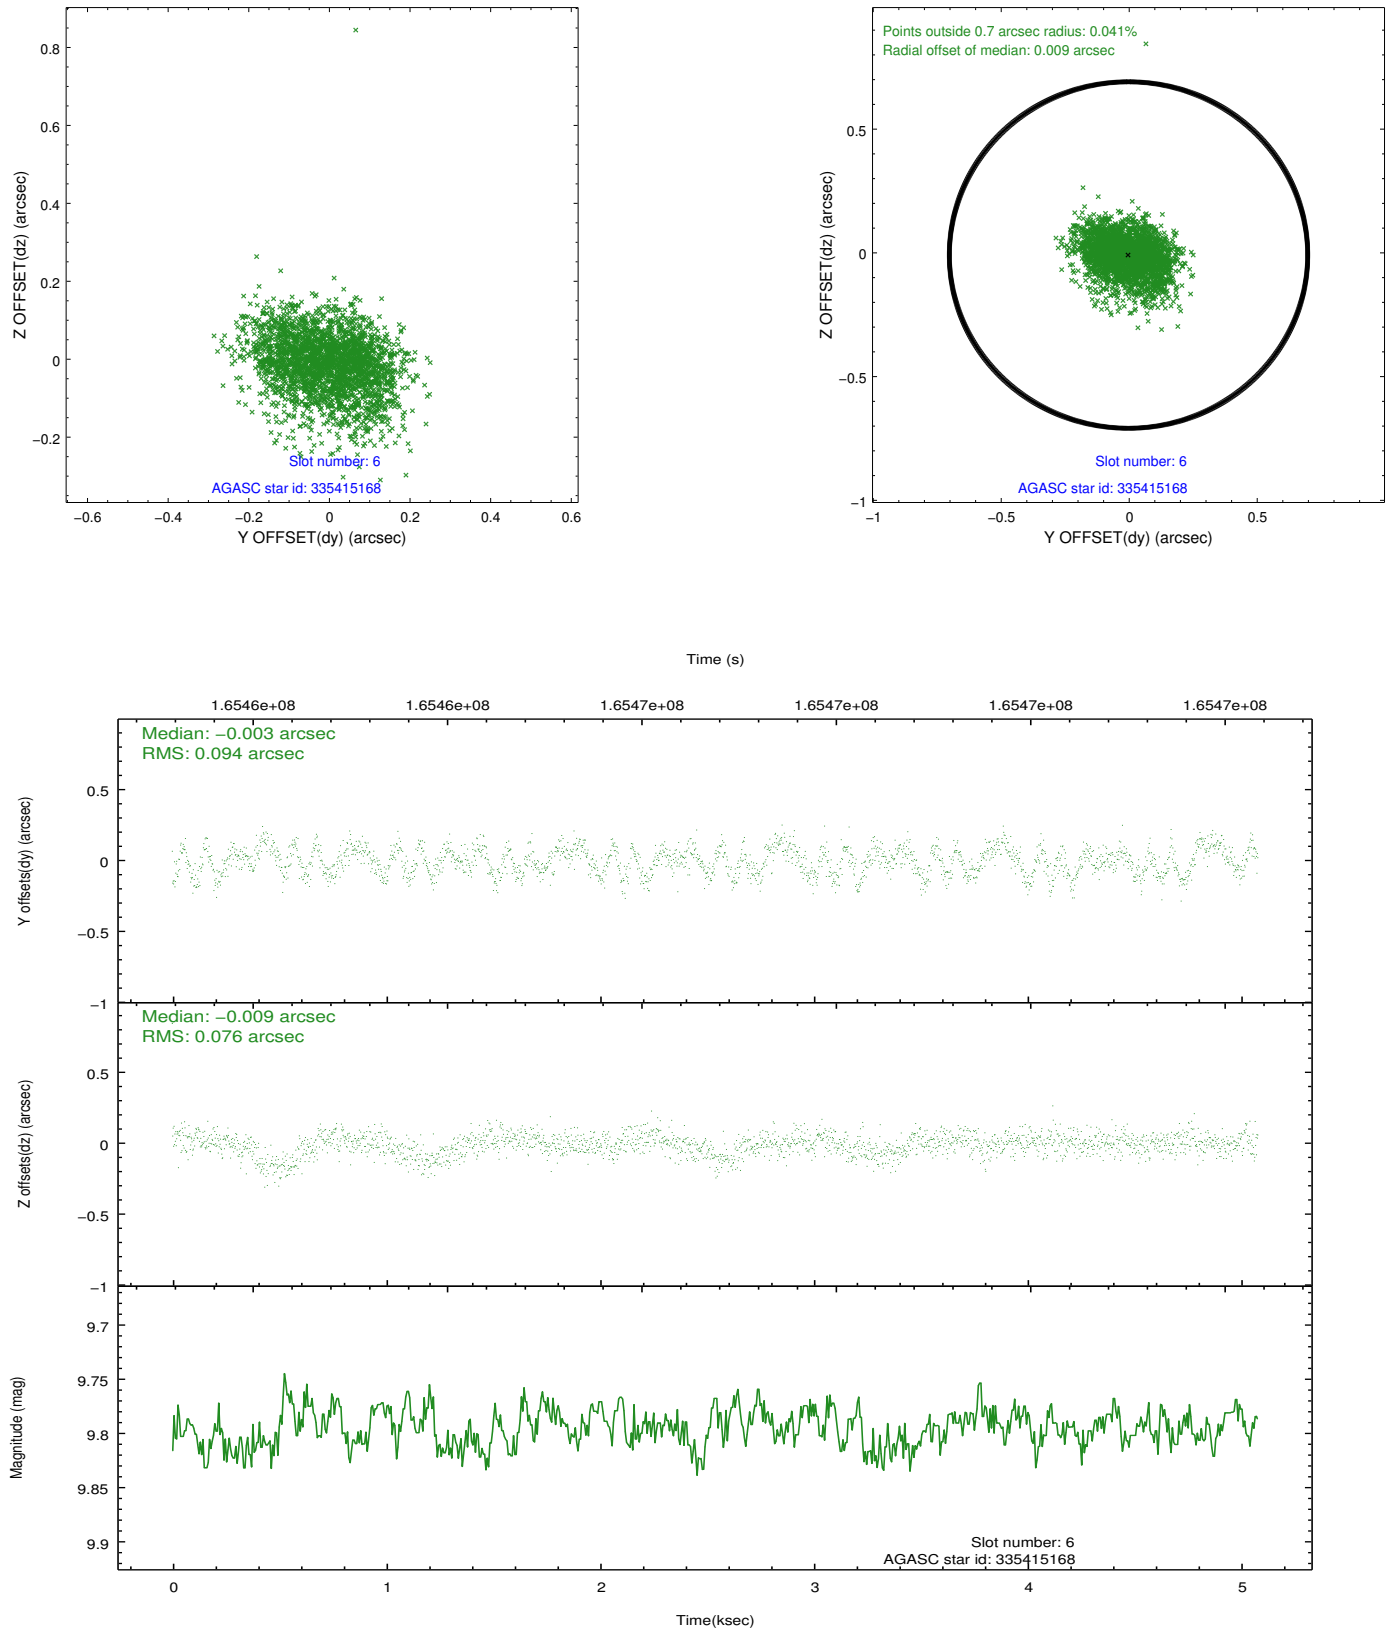 0.8
0.6
0.4
0.2
0
−0.2
Z OFFSET(dz) (arcsec)
Slot number: 6
AGASC star id: 335415168
−0.6
−0.4
−0.2
0
0.2
0.4
0.6
Y OFFSET(dy) (arcsec)
Points outside 0.7 arcsec radius: 0.041%
Radial offset of median: 0.009 arcsec
0.5
0
−0.5
−1
Z OFFSET(dz) (arcsec)
Slot number: 6
AGASC star id: 335415168
−1
−0.5
0
0.5
Y OFFSET(dy) (arcsec)
Time (s)
1.6546e+08
1.6546e+08
1.6547e+08
1.6547e+08
1.6547e+08
1.6547e+08
Median: −0.003 arcsec
RMS: 0.094 arcsec
0.5
0
−0.5
−1
Y offsets(dy) (arcsec)
Median: −0.009 arcsec
RMS: 0.076 arcsec
0.5
0
−0.5
−1
Z offsets(dz) (arcsec)
9.7
9.75
9.8
9.85
9.9
Magnitude (mag)
Slot number: 6
AGASC star id: 335415168
0
1
2
3
4
5
Time(ksec)